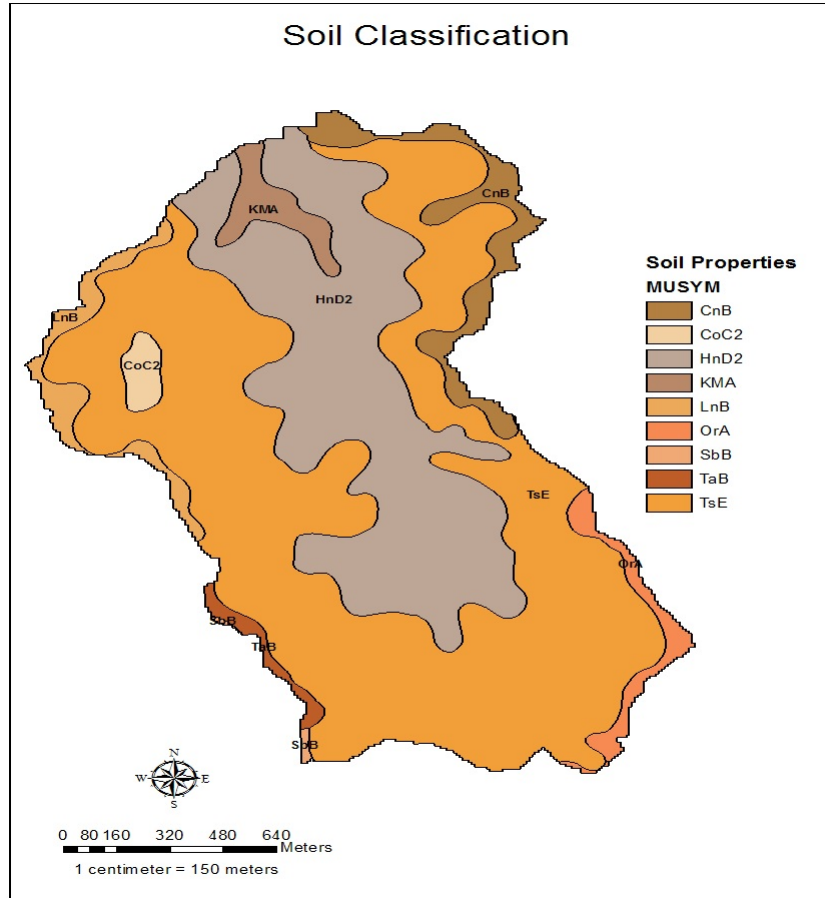 Soil Classification
CnB
KMA
HnD2
LnB
CoC2
TsE
OrA
SbB
TaB
SbB
Soil Properties
MUSYM
CnB
CoC2
HnD2
KMA
LnB
OrA
SbB
TaB
TsE
N
W E
S
0 80 160 320 480 640
Meters
1 centimeter = 150 meters